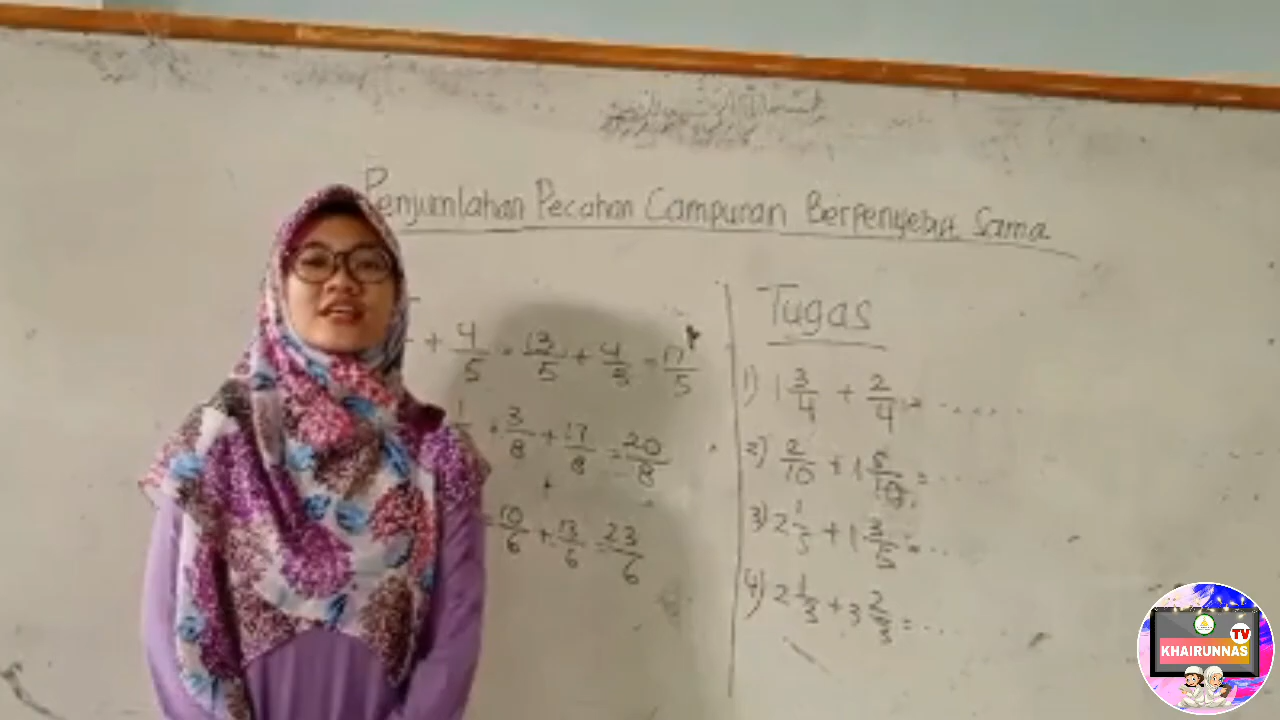 Penjumlahan Pecahan Campuran Berpenyebut Sama
+ 4/5 = 13/5 + 4/5 = 17/5
1 = 3/8 + 17/8 = 20/8
= 10/6 + 13/6 = 23/6
Tugas
1) 1 3/4 + 2/4 = .....
2) 2/10 + 1 /10 = .....
3) 2 1/5 + 1 3/5 = ...
4) 2 1/3 + 3 2/3 = .....
KHAIRUNNAS
TV